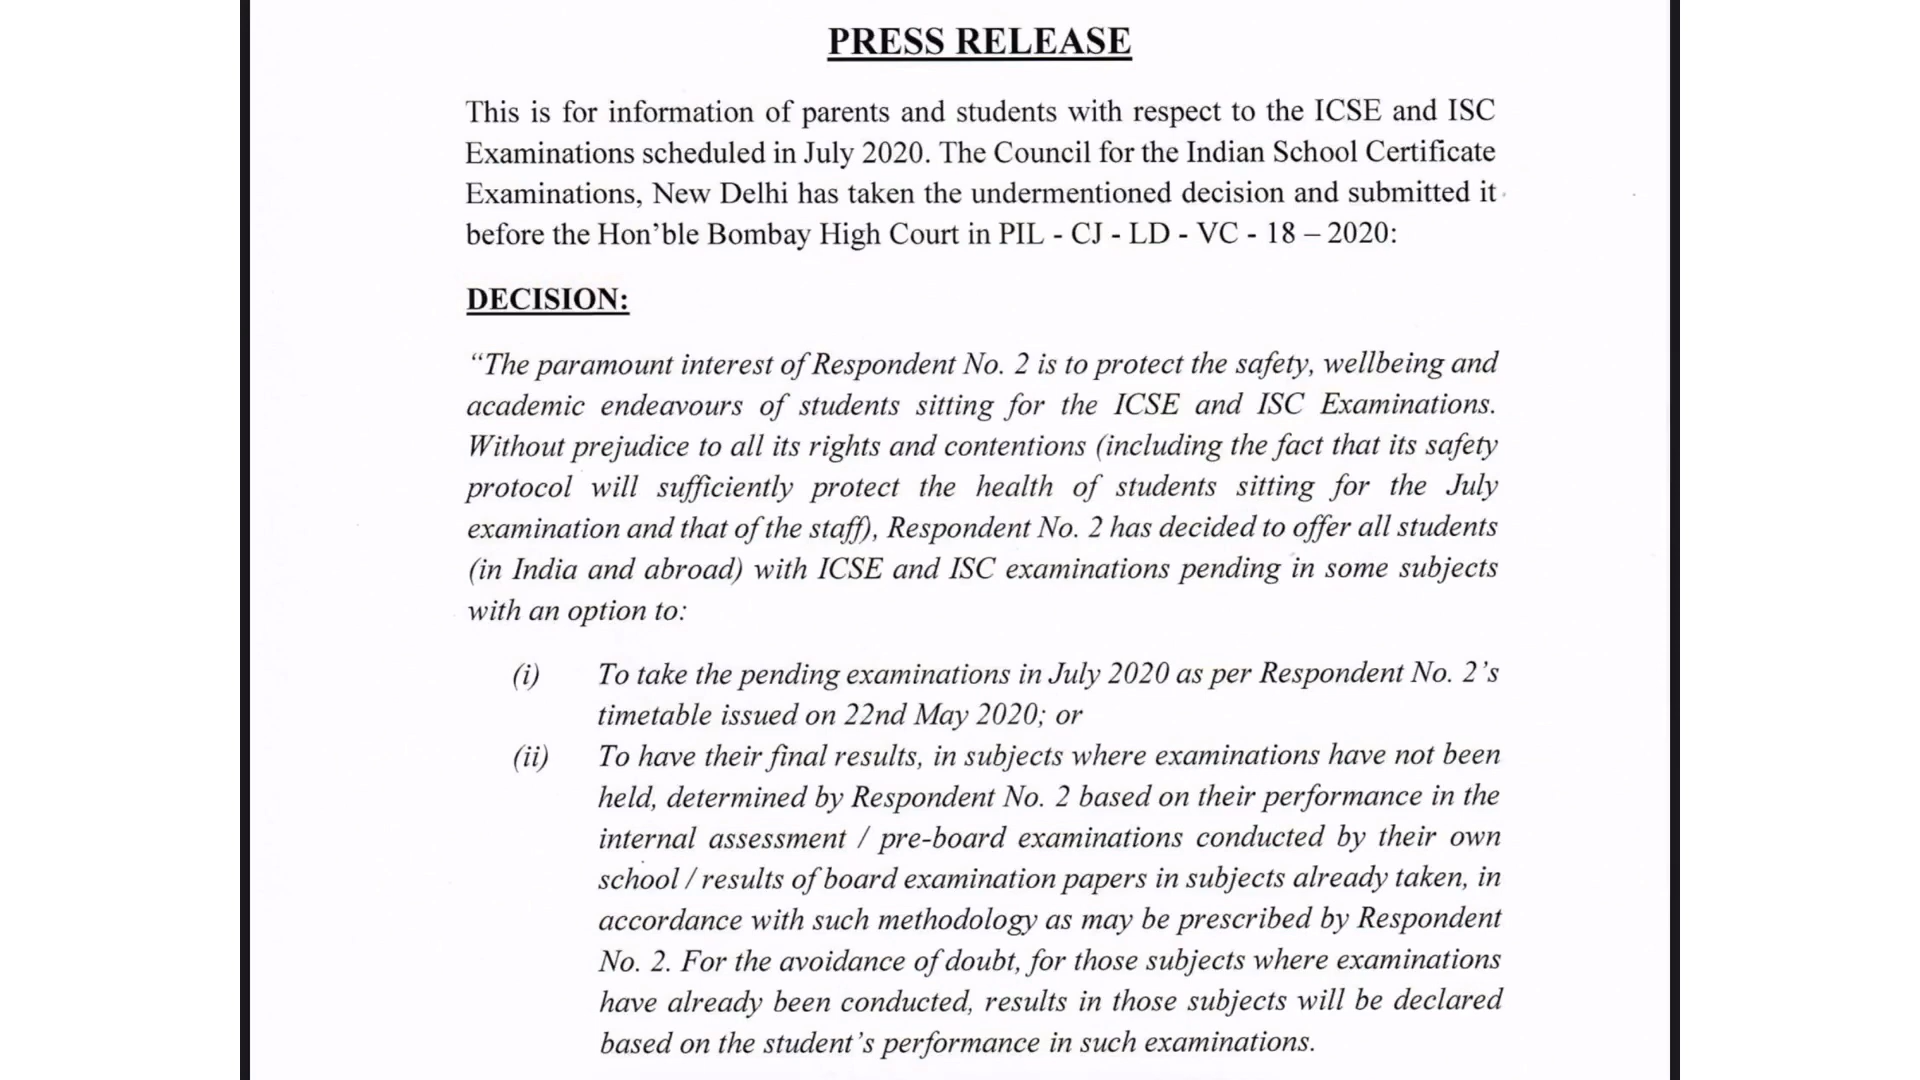 PRESS RELEASE
This is for information of parents and students with respect to the ICSE and ISC
Examinations scheduled in July 2020. The Council for the Indian School Certificate
Examinations, New Delhi has taken the undermentioned decision and submitted it
before the Hon’ble Bombay High Court in PIL - CJ - LD - VC - 18 – 2020:
DECISION:
“The paramount interest of Respondent No. 2 is to protect the safety, wellbeing and
academic endeavours of students sitting for the ICSE and ISC Examinations.
Without prejudice to all its rights and contentions (including the fact that its safety
protocol will sufficiently protect the health of students sitting for the July
examination and that of the staff), Respondent No. 2 has decided to offer all students
(in India and abroad) with ICSE and ISC examinations pending in some subjects
with an option to:
(i) To take the pending examinations in July 2020 as per Respondent No. 2’s
timetable issued on 22nd May 2020; or
(ii) To have their final results, in subjects where examinations have not been
held, determined by Respondent No. 2 based on their performance in the
internal assessment / pre-board examinations conducted by their own
school / results of board examination papers in subjects already taken, in
accordance with such methodology as may be prescribed by Respondent
No. 2. For the avoidance of doubt, for those subjects where examinations
have already been conducted, results in those subjects will be declared
based on the student’s performance in such examinations.